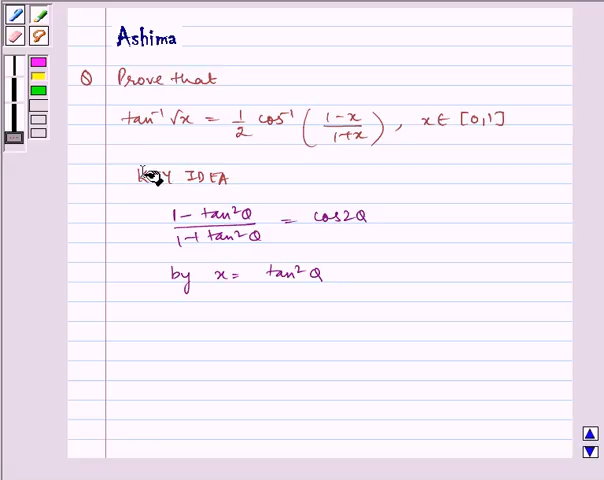 Ashima
Q Prove that
tan⁻¹ √x = 1/2 cos⁻¹ ( 1-x / 1+x ) , x ∈ [0,1]
KEY IDEA
1 - tan²θ / 1 + tan²θ = cos2θ
by x = tan²θ